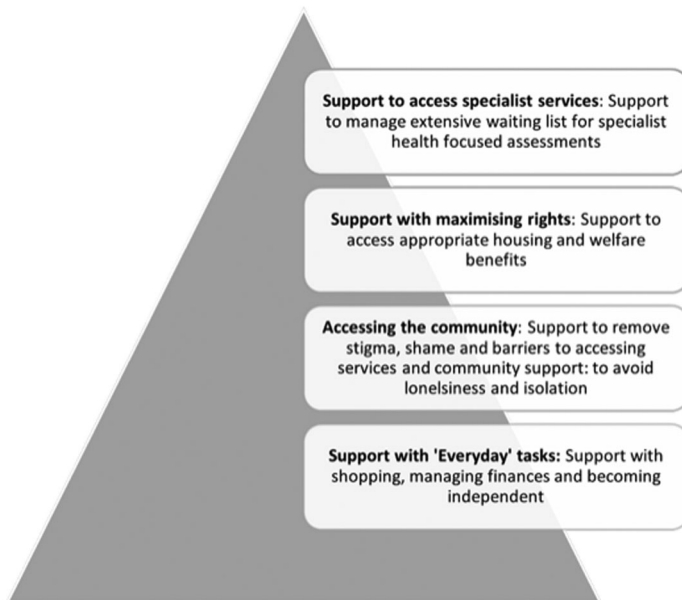 Support to access specialist services: Support
to manage extensive waiting list for specialist
health focused assessments
Support with maximising rights: Support to
access appropriate housing and welfare
benefits
Accessing the community: Support to remove
stigma, shame and barriers to accessing
services and community support: to avoid
lonelsiness and isolation
Support with 'Everyday' tasks: Support with
shopping, managing finances and becoming
independent